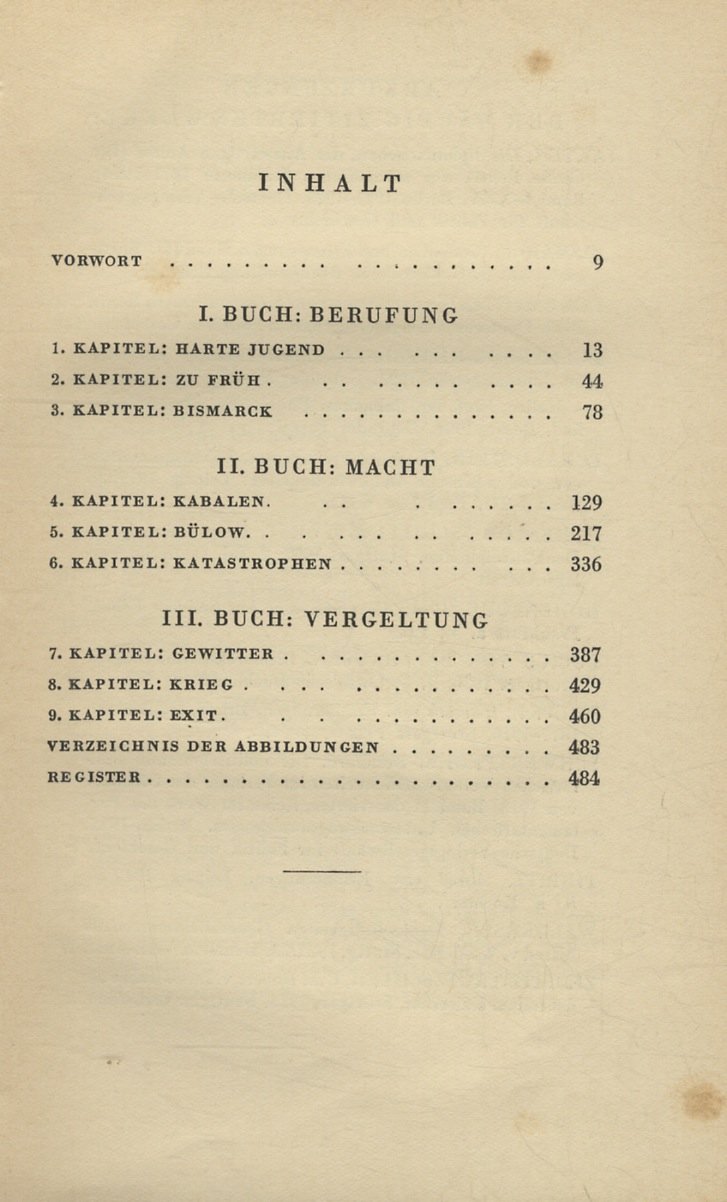 INHALT
VORWORT . . . . . . . . . . . . . . . . . . . . 9
I. BUCH: BERUFUNG
1. KAPITEL: HARTE JUGEND . . . . . . . . . . 13
2. KAPITEL: ZU FRÜH . . . . . . . . . . . . 44
3. KAPITEL: BISMARCK . . . . . . . . . . . . . . 78
II. BUCH: MACHT
4. KAPITEL: KABALEN. . . . . . . . . . 129
5. KAPITEL: BÜLOW. . . . . . . . . . . . . . 217
6. KAPITEL: KATASTROPHEN . . . . . . . . . . . 336
III. BUCH: VERGELTUNG
7. KAPITEL: GEWITTER . . . . . . . . . . . . . . 387
8. KAPITEL: KRIEG . . . . . . . . . . . . . . . 429
9. KAPITEL: EXIT. . . . . . . . . . . . . . 460
VERZEICHNIS DER ABBILDUNGEN . . . . . . . . . 483
REGISTER . . . . . . . . . . . . . . . . . . . . . . . 484